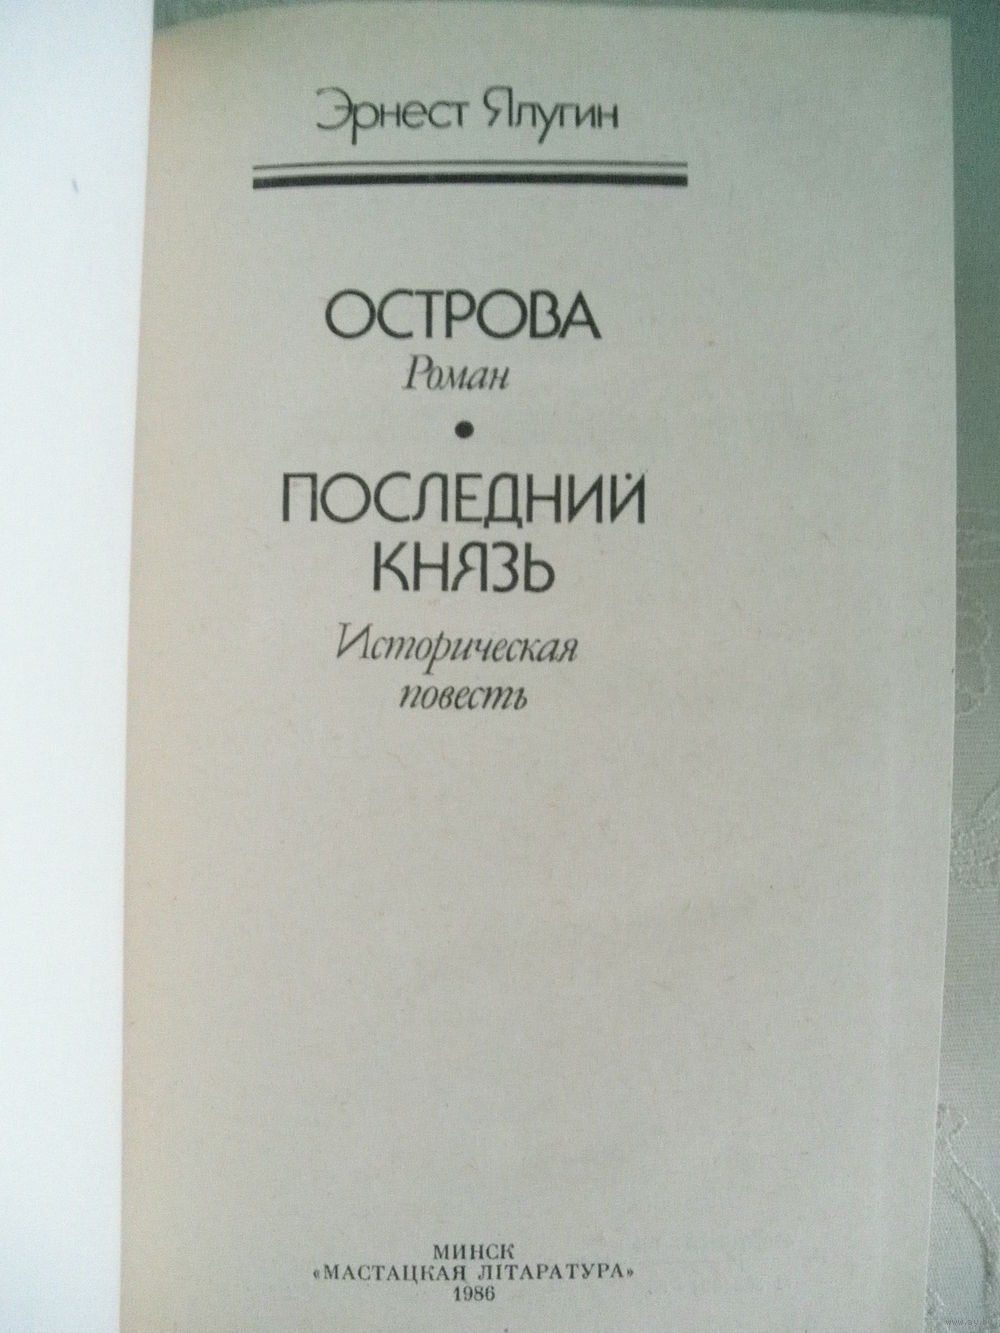 Эрнест Ялугин
ОСТРОВА
Роман
•
ПОСЛЕДНИЙ
КНЯЗЬ
Историческая
повесть
МИНСК
«МАСТАЦКАЯ ЛІТАРАТУРА»
1986